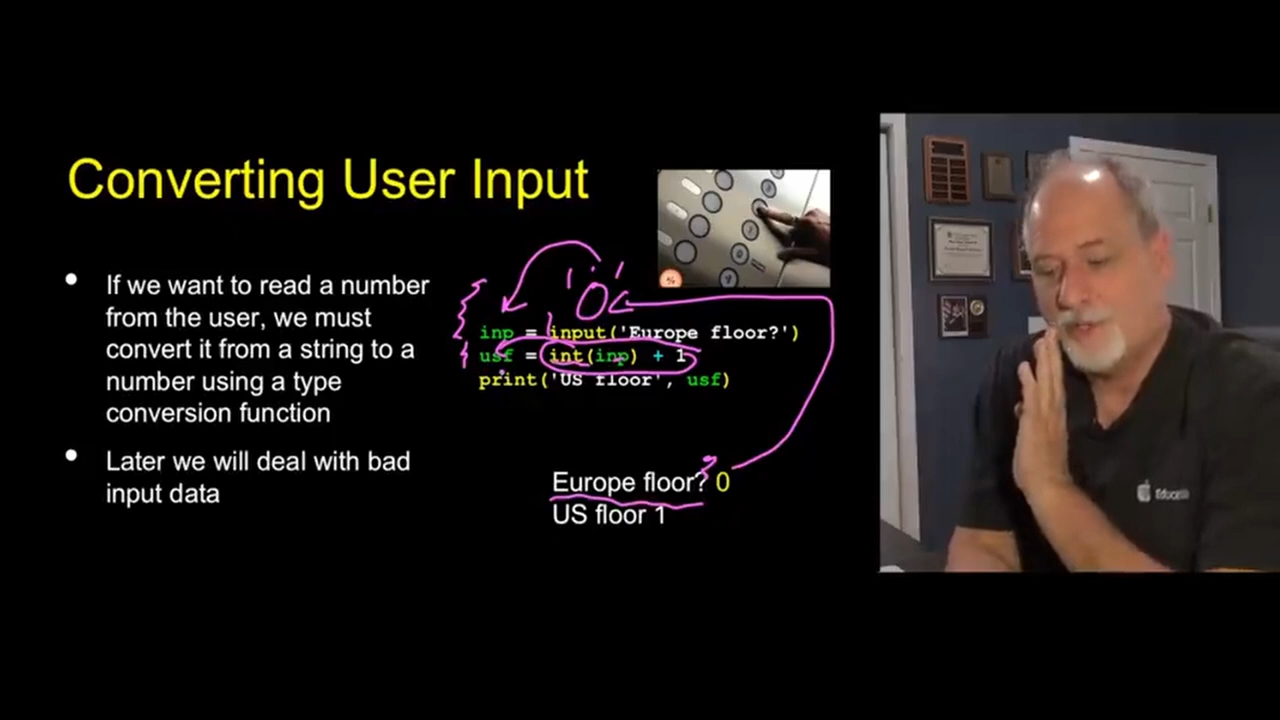 Converting User Input
• If we want to read a number
from the user, we must
convert it from a string to a
number using a type
conversion function
• Later we will deal with bad
input data
'0'
inp = input('Europe floor?')
usf = int(inp) + 1
print('US floor', usf)
Europe floor? 0
US floor 1